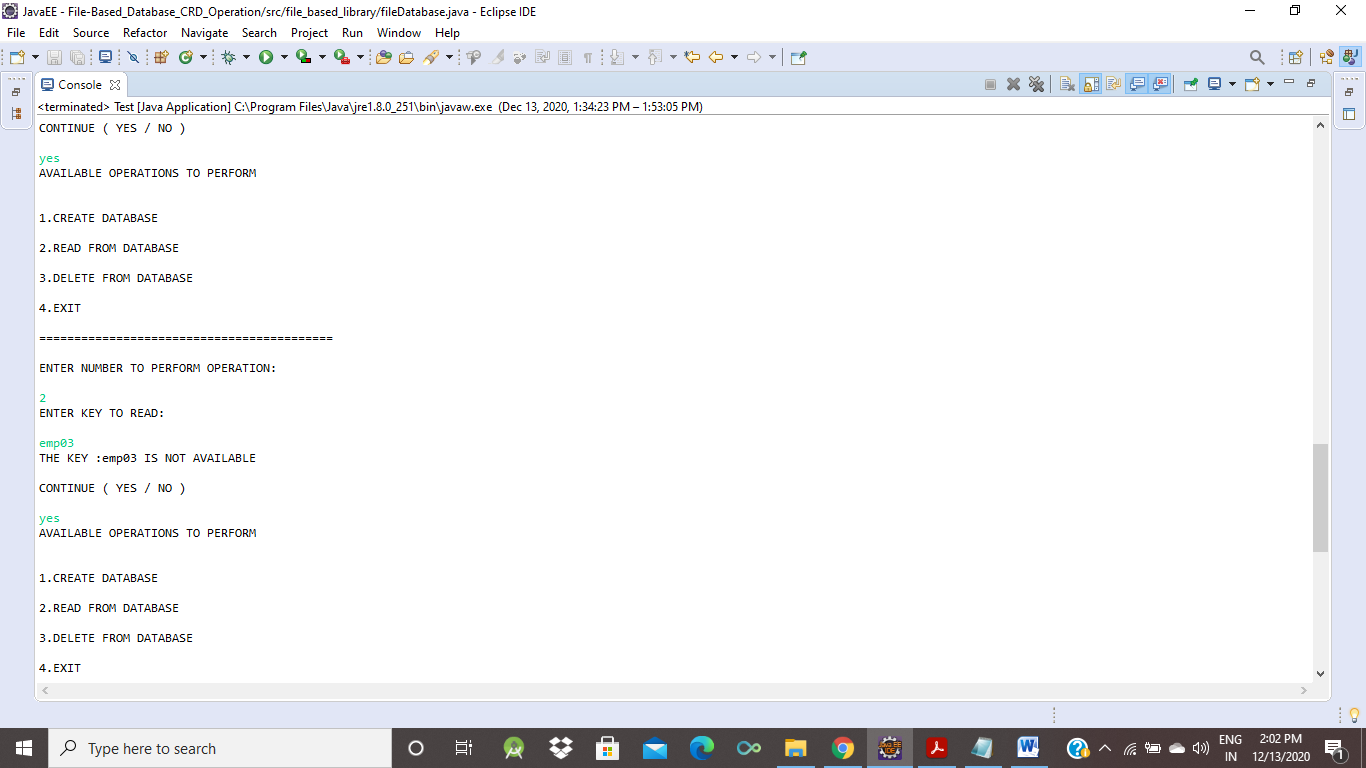 JavaEE - File-Based_Database_CRD_Operation/src/file_based_library/fileDatabase.java - Eclipse IDE
File Edit Source Refactor Navigate Search Project Run Window Help
Console
<terminated> Test [Java Application] C:\Program Files\Java\jre1.8.0_251\bin\javaw.exe (Dec 13, 2020, 1:34:23 PM – 1:53:05 PM)
CONTINUE ( YES / NO )
yes
AVAILABLE OPERATIONS TO PERFORM
1.CREATE DATABASE
2.READ FROM DATABASE
3.DELETE FROM DATABASE
4.EXIT
==========================================
ENTER NUMBER TO PERFORM OPERATION:
2
ENTER KEY TO READ:
emp03
THE KEY :emp03 IS NOT AVAILABLE
CONTINUE ( YES / NO )
yes
AVAILABLE OPERATIONS TO PERFORM
1.CREATE DATABASE
2.READ FROM DATABASE
3.DELETE FROM DATABASE
4.EXIT
Type here to search
ENG
IN
2:02 PM
12/13/2020
1